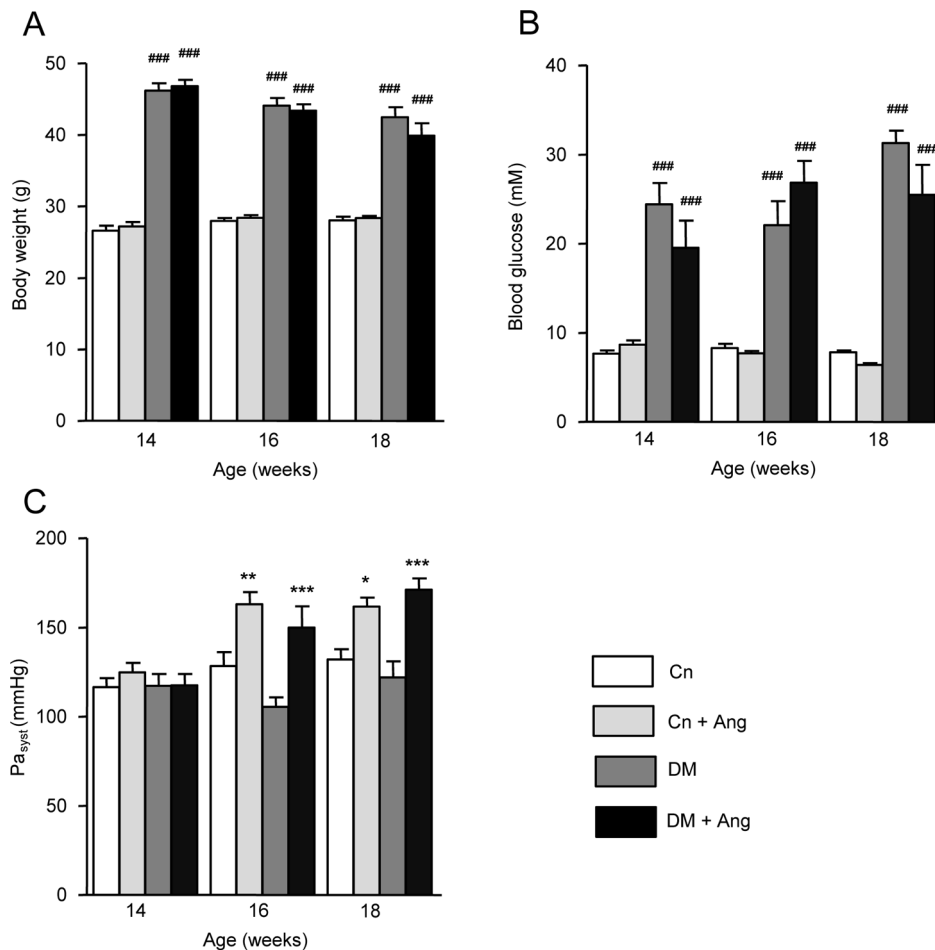 A
50
40
30
20
10
0
Body weight (g)
### ###
### ###
### ###
14 16 18
Age (weeks)
B
40
30
20
10
0
Blood glucose (mM)
### ###
### ###
### ###
14 16 18
Age (weeks)
C
200
150
100
50
0
Pasyst (mmHg)
** *** * ***
14 16 18
Age (weeks)
Cn
Cn + Ang
DM
DM + Ang